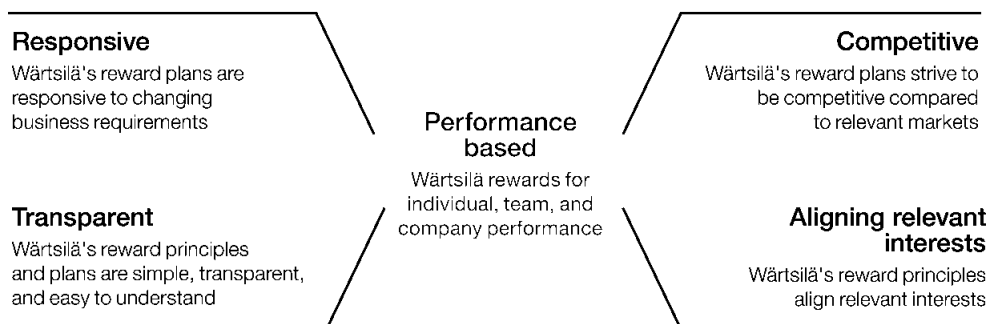 Responsive
Wärtsilä's reward plans are
responsive to changing
business requirements
Transparent
Wärtsilä's reward principles
and plans are simple, transparent,
and easy to understand
Performance
based
Wärtsilä rewards for
individual, team, and
company performance
Competitive
Wärtsilä's reward plans strive to
be competitive compared
to relevant markets
Aligning relevant
interests
Wärtsilä's reward principles
align relevant interests